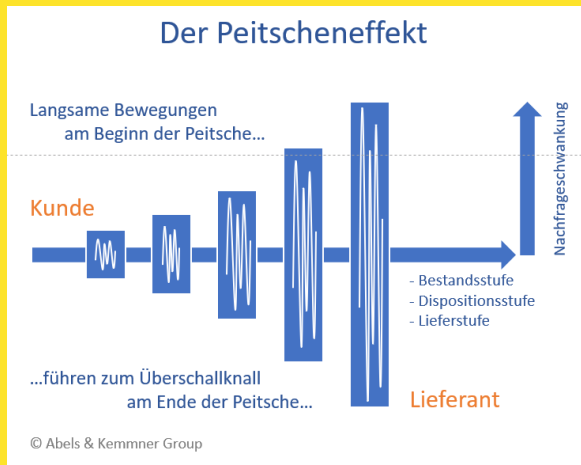 Der Peitscheneffekt
Langsame Bewegungen
am Beginn der Peitsche...
Kunde
Nachfrageschwankung
- Bestandsstufe
- Dispositionsstufe
- Lieferstufe
...führen zum Überschallknall
am Ende der Peitsche...
Lieferant
© Abels & Kemmner Group